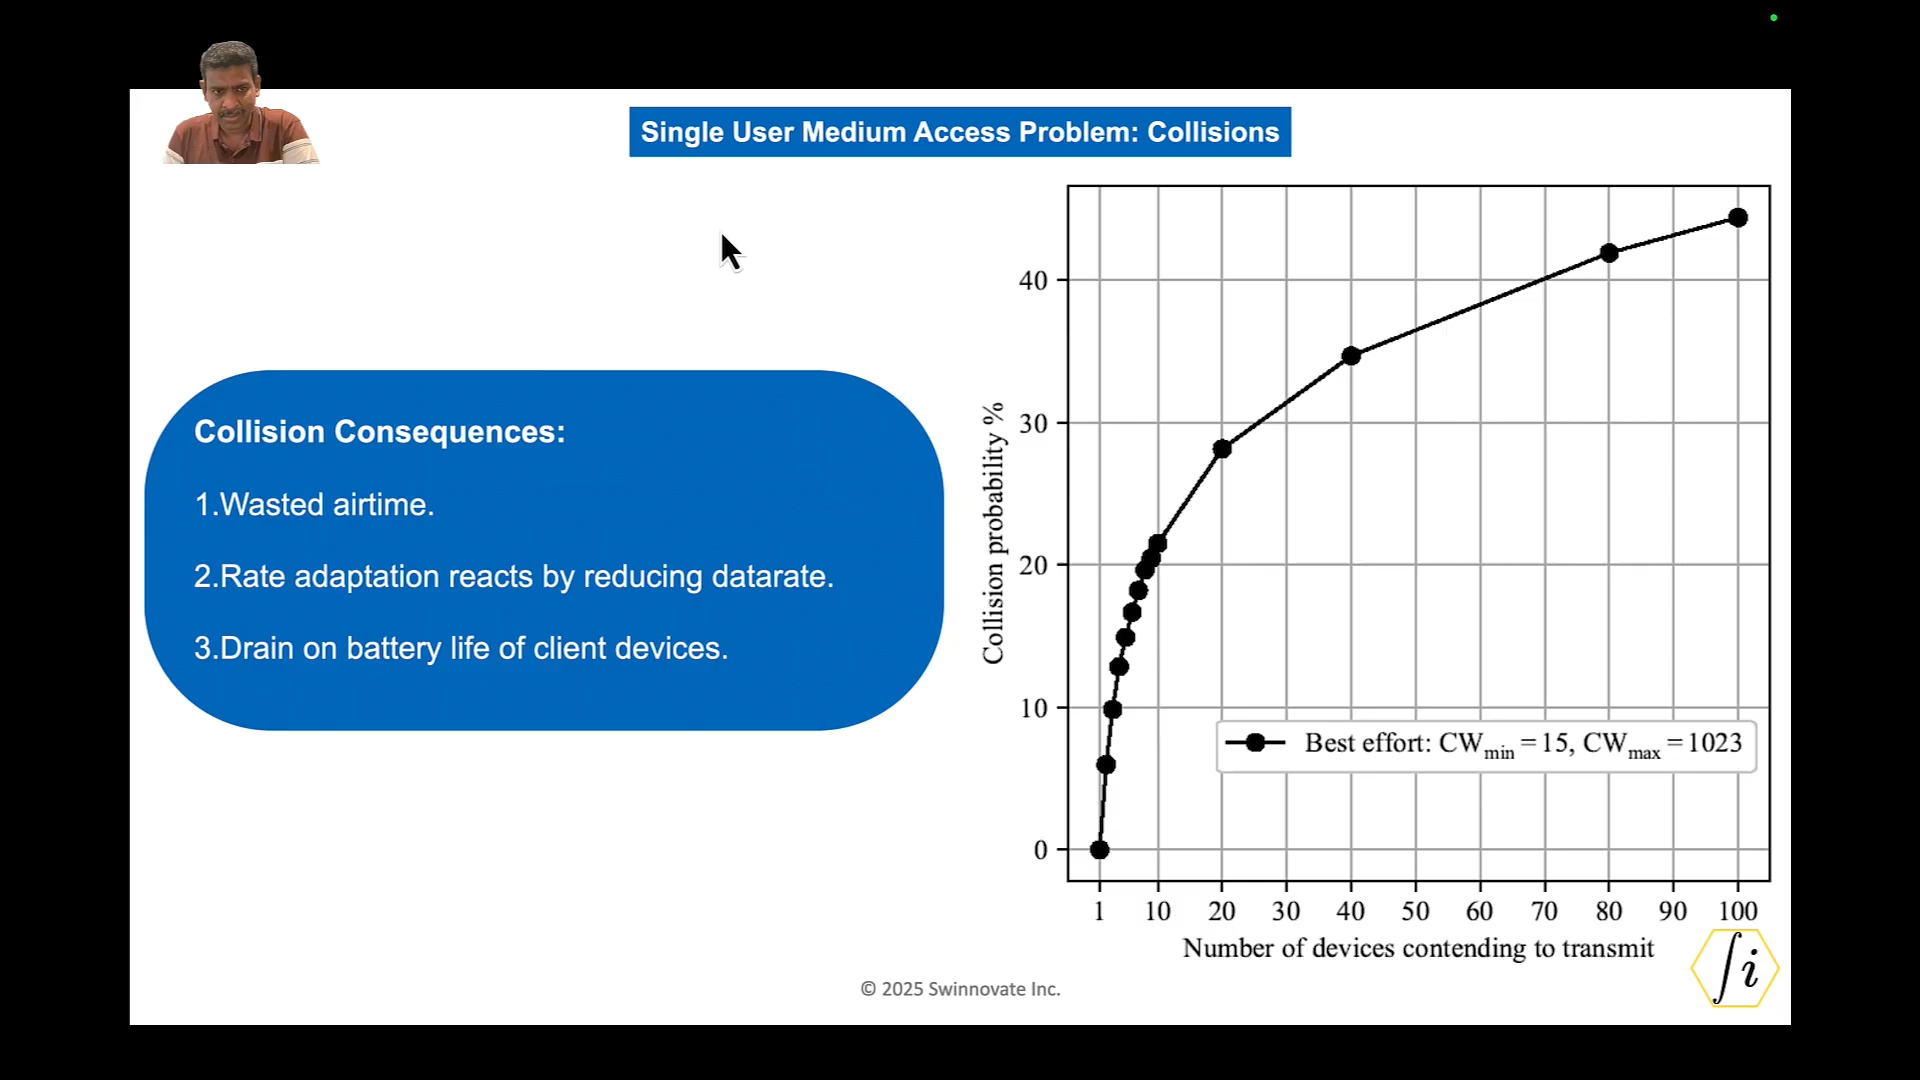 Single User Medium Access Problem: Collisions
Collision Consequences:
1.Wasted airtime.
2.Rate adaptation reacts by reducing datarate.
3.Drain on battery life of client devices.
Collision probability %
40
30
20
10
0
Best effort: CWmin = 15, CWmax = 1023
1 10 20 30 40 50 60 70 80 90 100
Number of devices contending to transmit
∫i
© 2025 Swinnovate Inc.